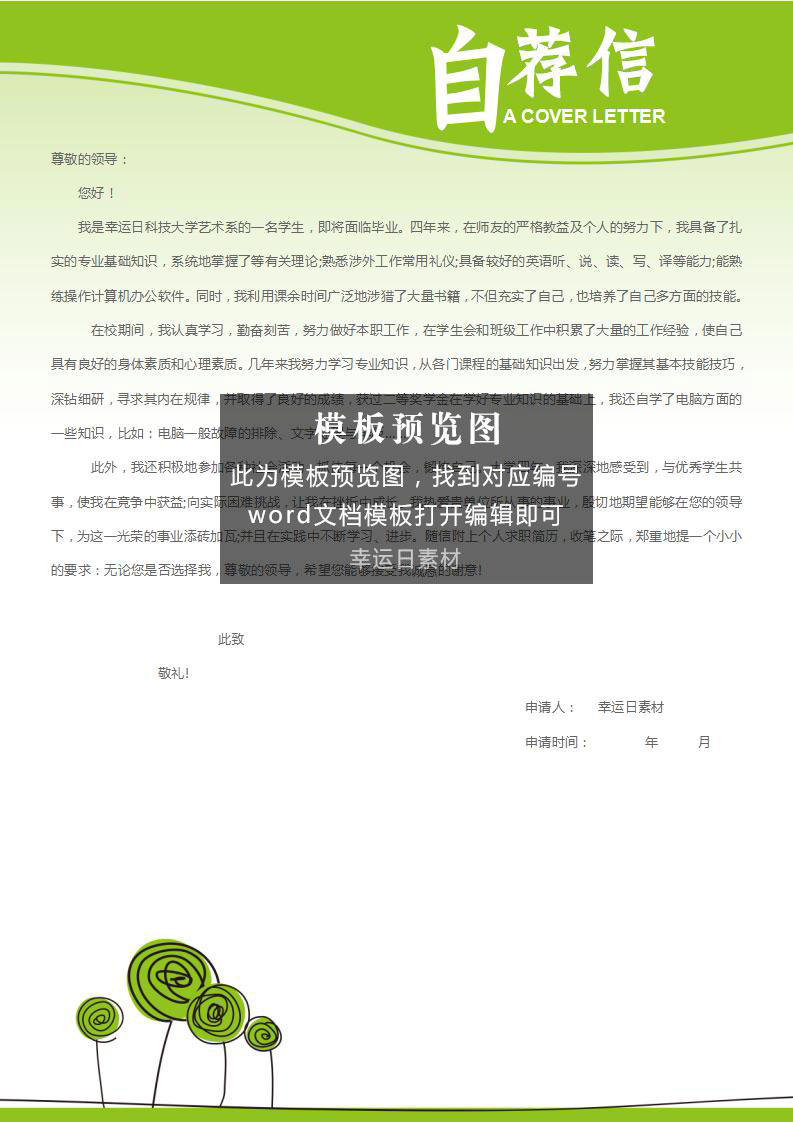 自荐信
A COVER LETTER
尊敬的领导：
您好！
我是幸运日科技大学艺术系的一名学生，即将面临毕业。四年来，在师友的严格教益及个人的努力下，我具备了扎
实的专业基础知识，系统地掌握了等有关理论;熟悉涉外工作常用礼仪;具备较好的英语听、说、读、写、译等能力;能熟
练操作计算机办公软件。同时，我利用课余时间广泛地涉猎了大量书籍，不但充实了自己，也培养了自己多方面的技能。
在校期间，我认真学习，勤奋刻苦，努力做好本职工作，在学生会和班级工作中积累了大量的工作经验，使自己
具有良好的身体素质和心理素质。几年来我努力学习专业知识，从各门课程的基础知识出发，努力掌握其基本技能技巧，
深钻细研，寻求其内在规律，并取得了良好的成绩，获过二等奖学金在学好专业知识的基础上，我还自学了电脑方面的
模板预览图
一些知识，比如：电脑一般故障的排除、文字
此外，我还积极地参加各种社会活动，深深地感受到，与优秀学生共
此为模板预览图，找到对应编号
事，使我在竞争中获益;向实际困难挑战，让我在挫折中成长。我热爱贵单位所从事的事业，殷切地期望能够在您的领导
word文档模板打开编辑即可
下，为这一光荣的事业添砖加瓦;并且在实践中不断学习、进步。随信附上个人求职简历，收笔之际，郑重地提一个小小
幸运日素材
的要求：无论您是否选择我，尊敬的领导，希望您能够接受我诚恳的谢意!
此致
敬礼!
申请人： 幸运日素材
申请时间： 年 月